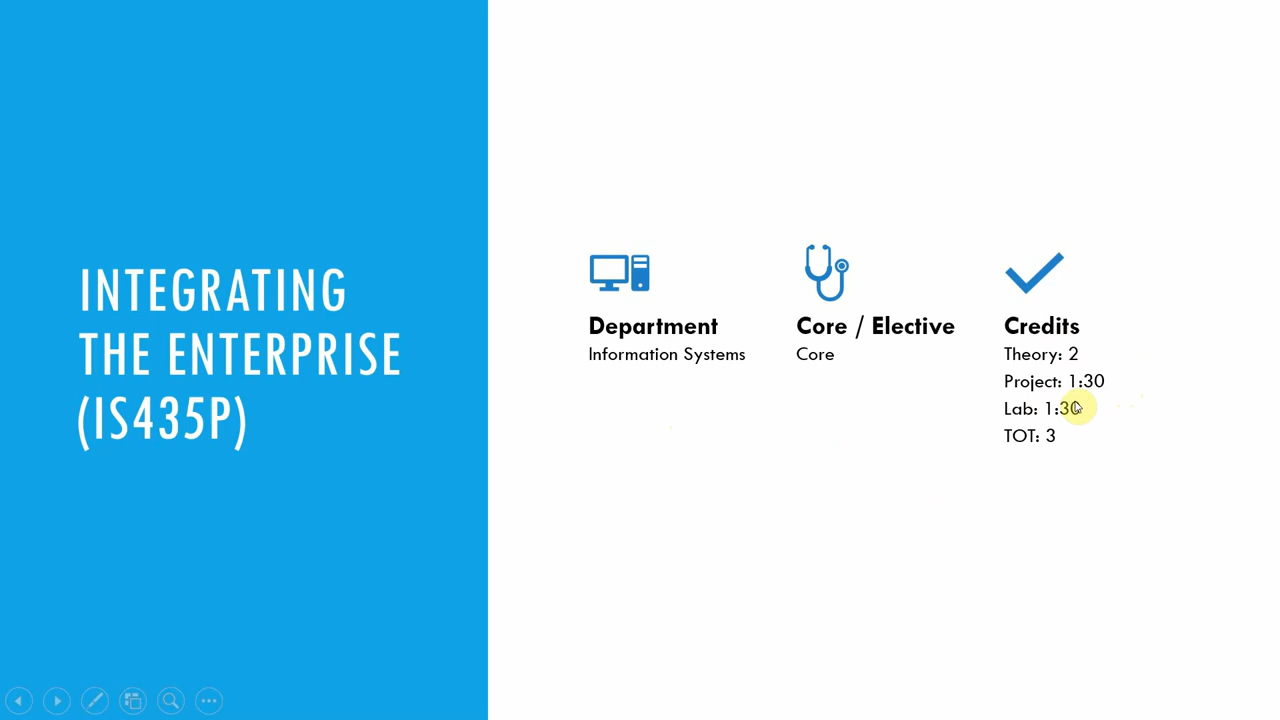 INTEGRATING
THE ENTERPRISE
(IS435P)
Department
Information Systems
Core / Elective
Core
Credits
Theory: 2
Project: 1:30
Lab: 1:30
TOT: 3